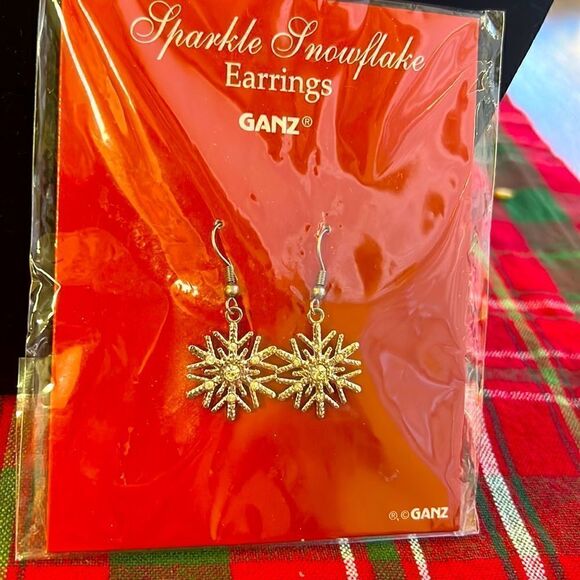 Sparkle Snowflake
Earrings
GANZ®
®, © GANZ